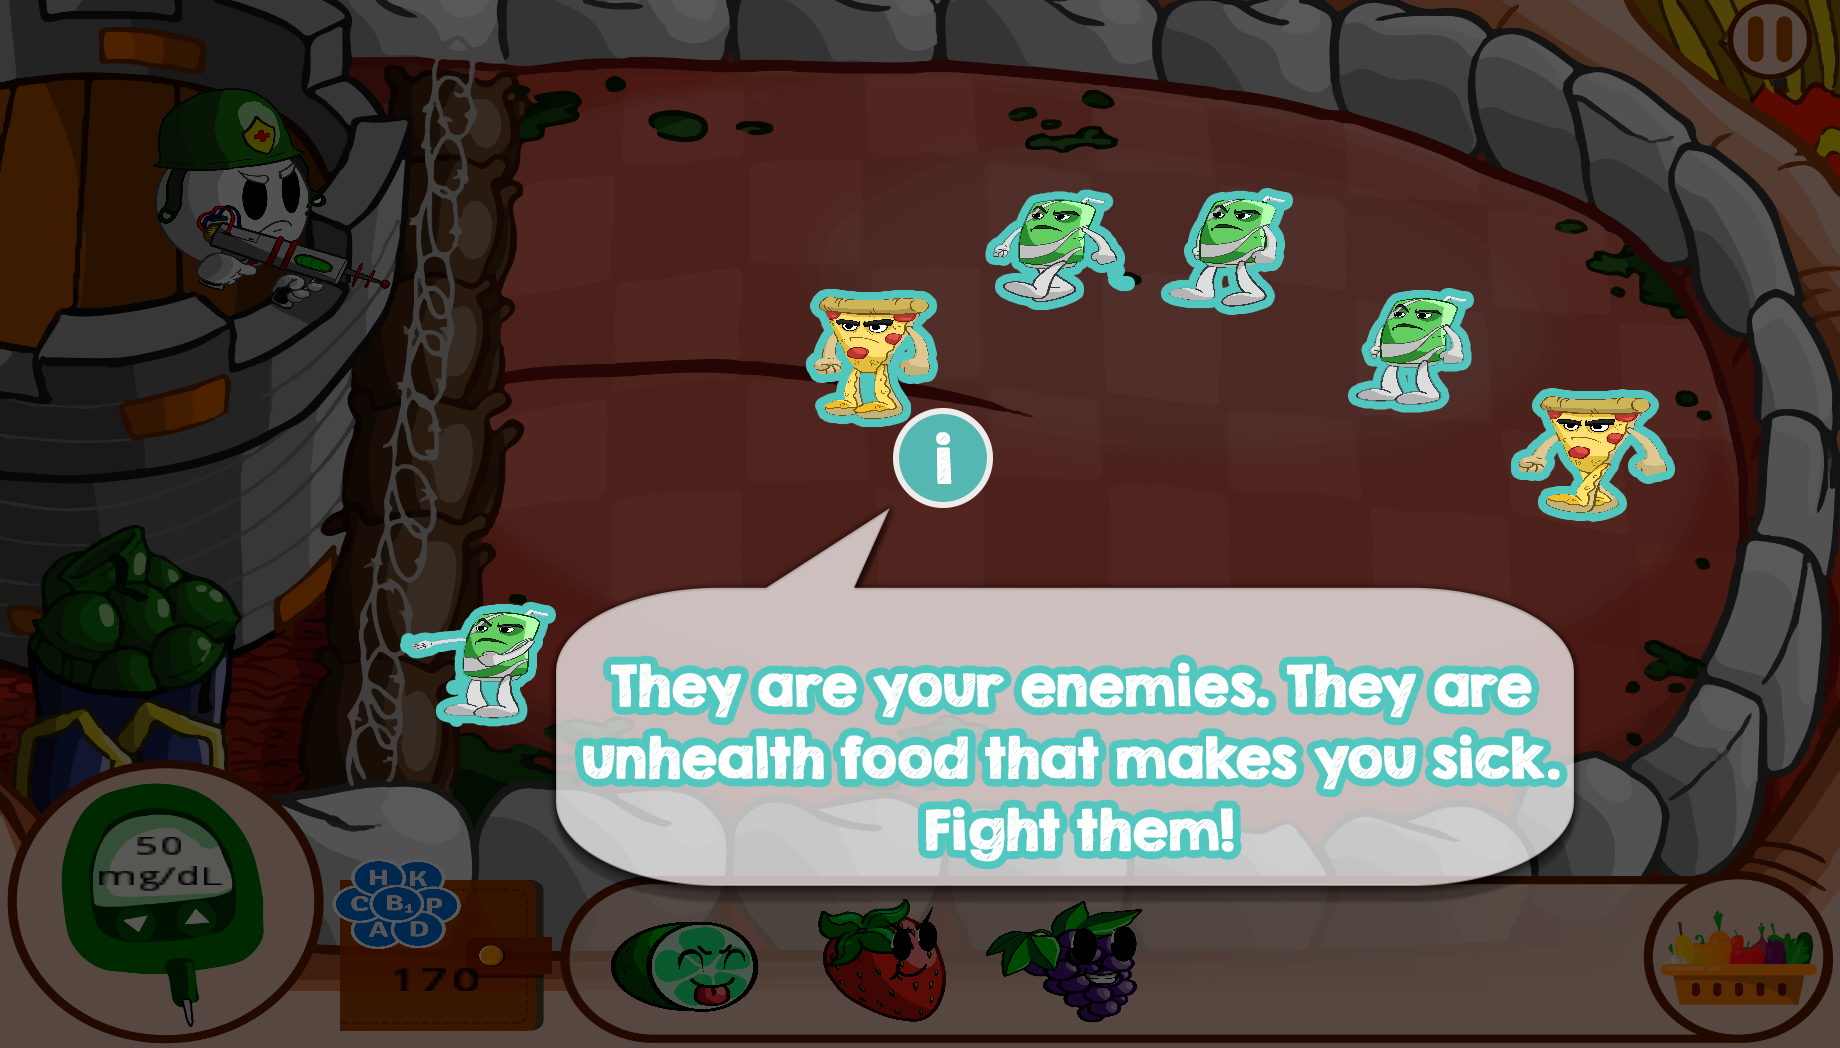 i
They are your enemies. They are
unhealth food that makes you sick.
Fight them!
50
mg/dL
H K
C B₁ P
A D
170